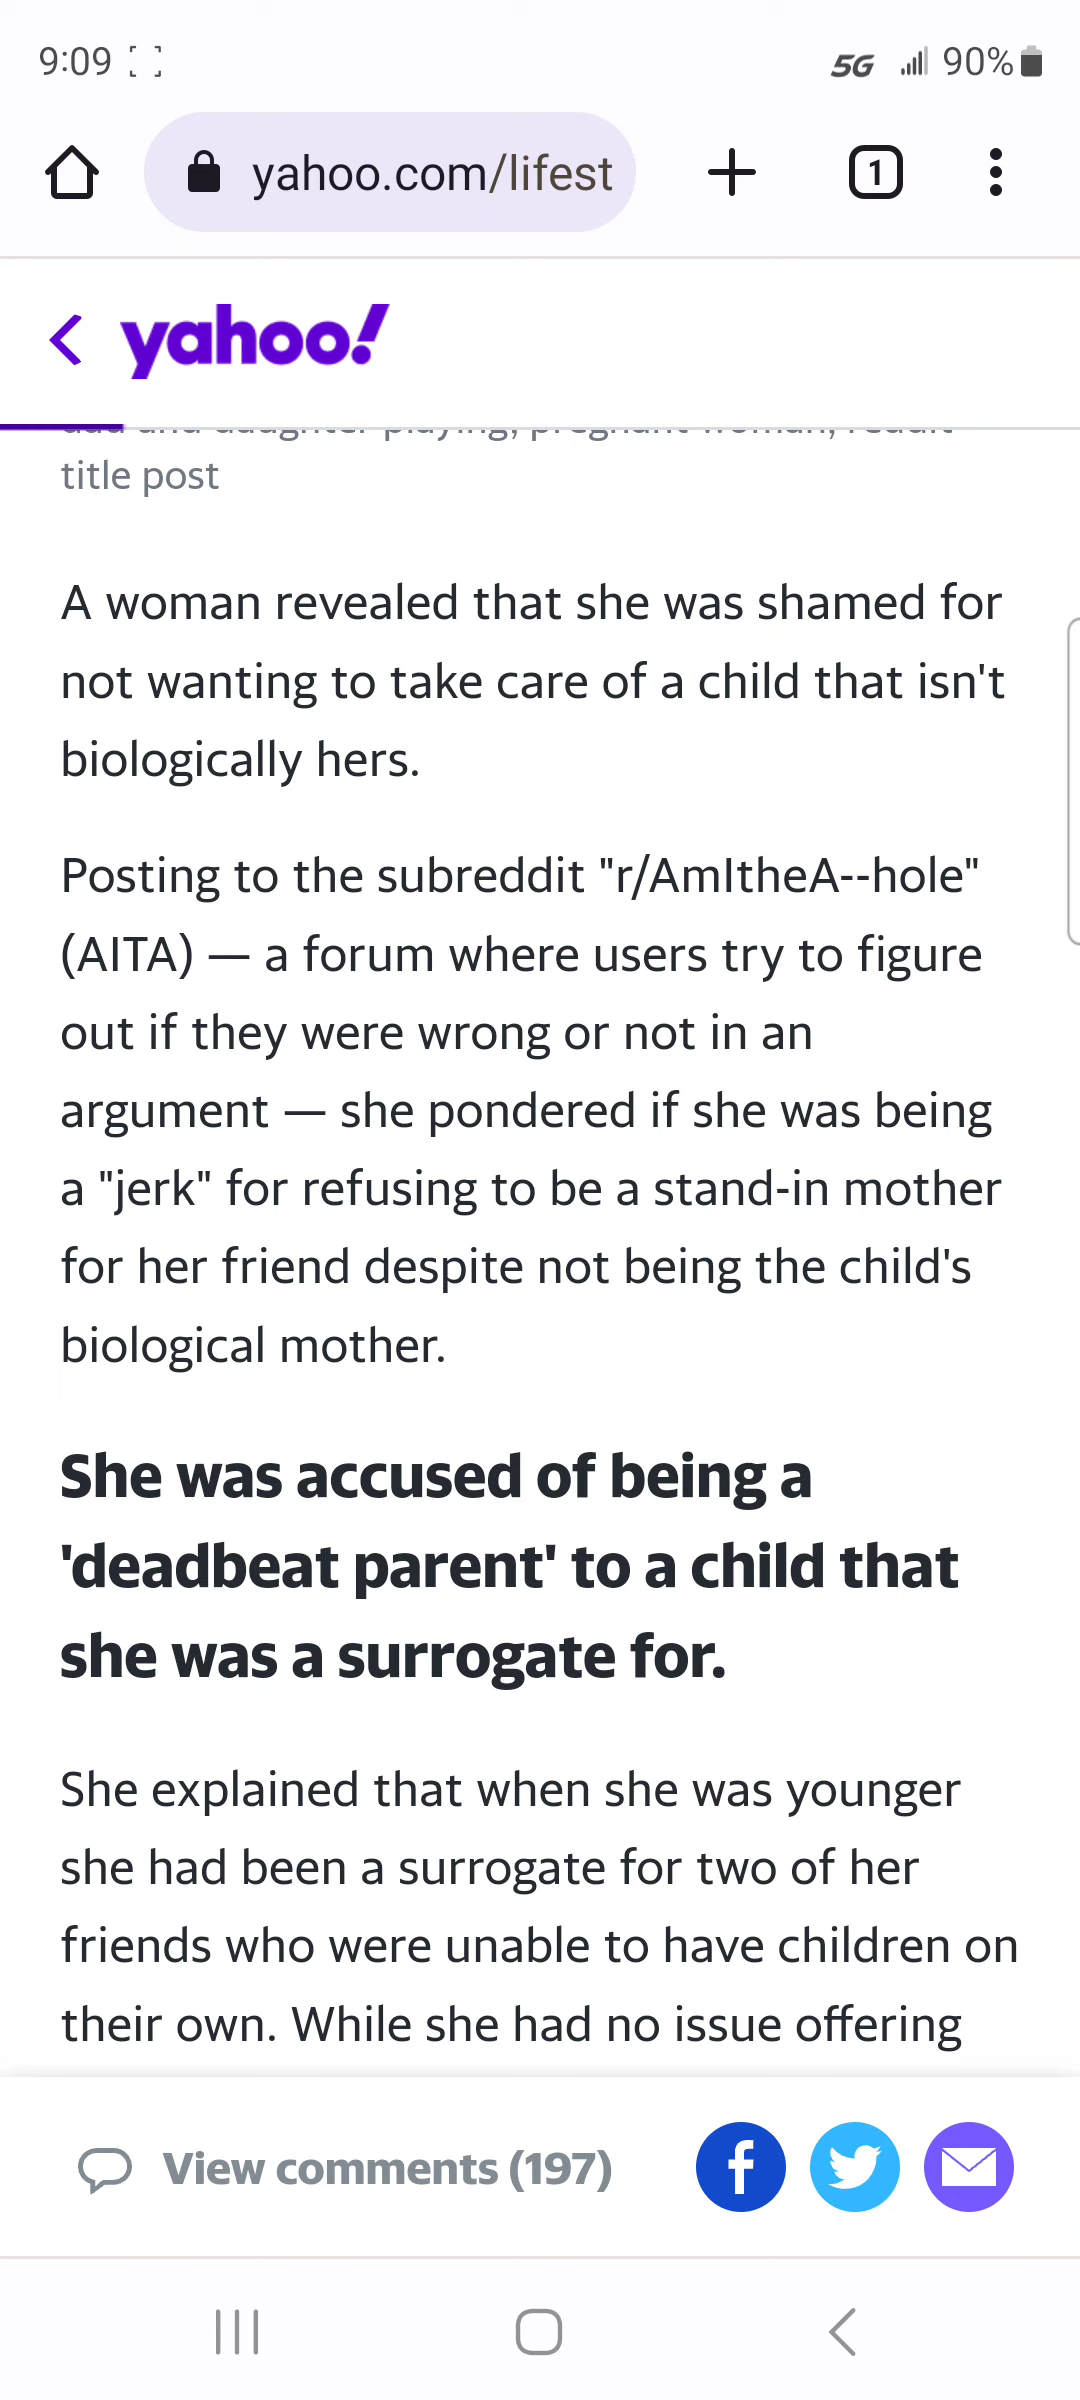 9:09
5G 90%
yahoo.com/lifest
1
yahoo!
title post
A woman revealed that she was shamed for
not wanting to take care of a child that isn't
biologically hers.
Posting to the subreddit "r/AmItheA--hole"
(AITA) — a forum where users try to figure
out if they were wrong or not in an
argument — she pondered if she was being
a "jerk" for refusing to be a stand-in mother
for her friend despite not being the child's
biological mother.
She was accused of being a
'deadbeat parent' to a child that
she was a surrogate for.
She explained that when she was younger
she had been a surrogate for two of her
friends who were unable to have children on
their own. While she had no issue offering
View comments (197)